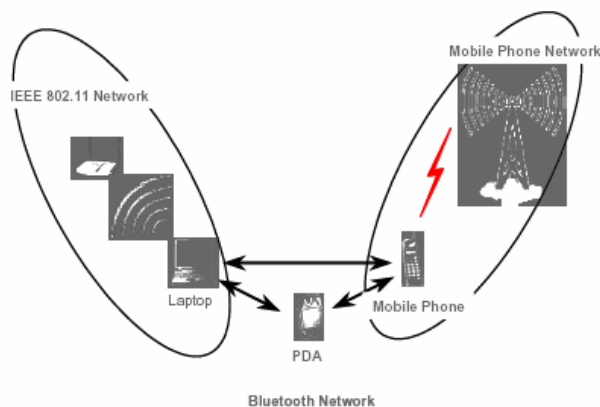 Mobile Phone Network
IEEE 802.11 Network
Laptop
Mobile Phone
PDA
Bluetooth Network